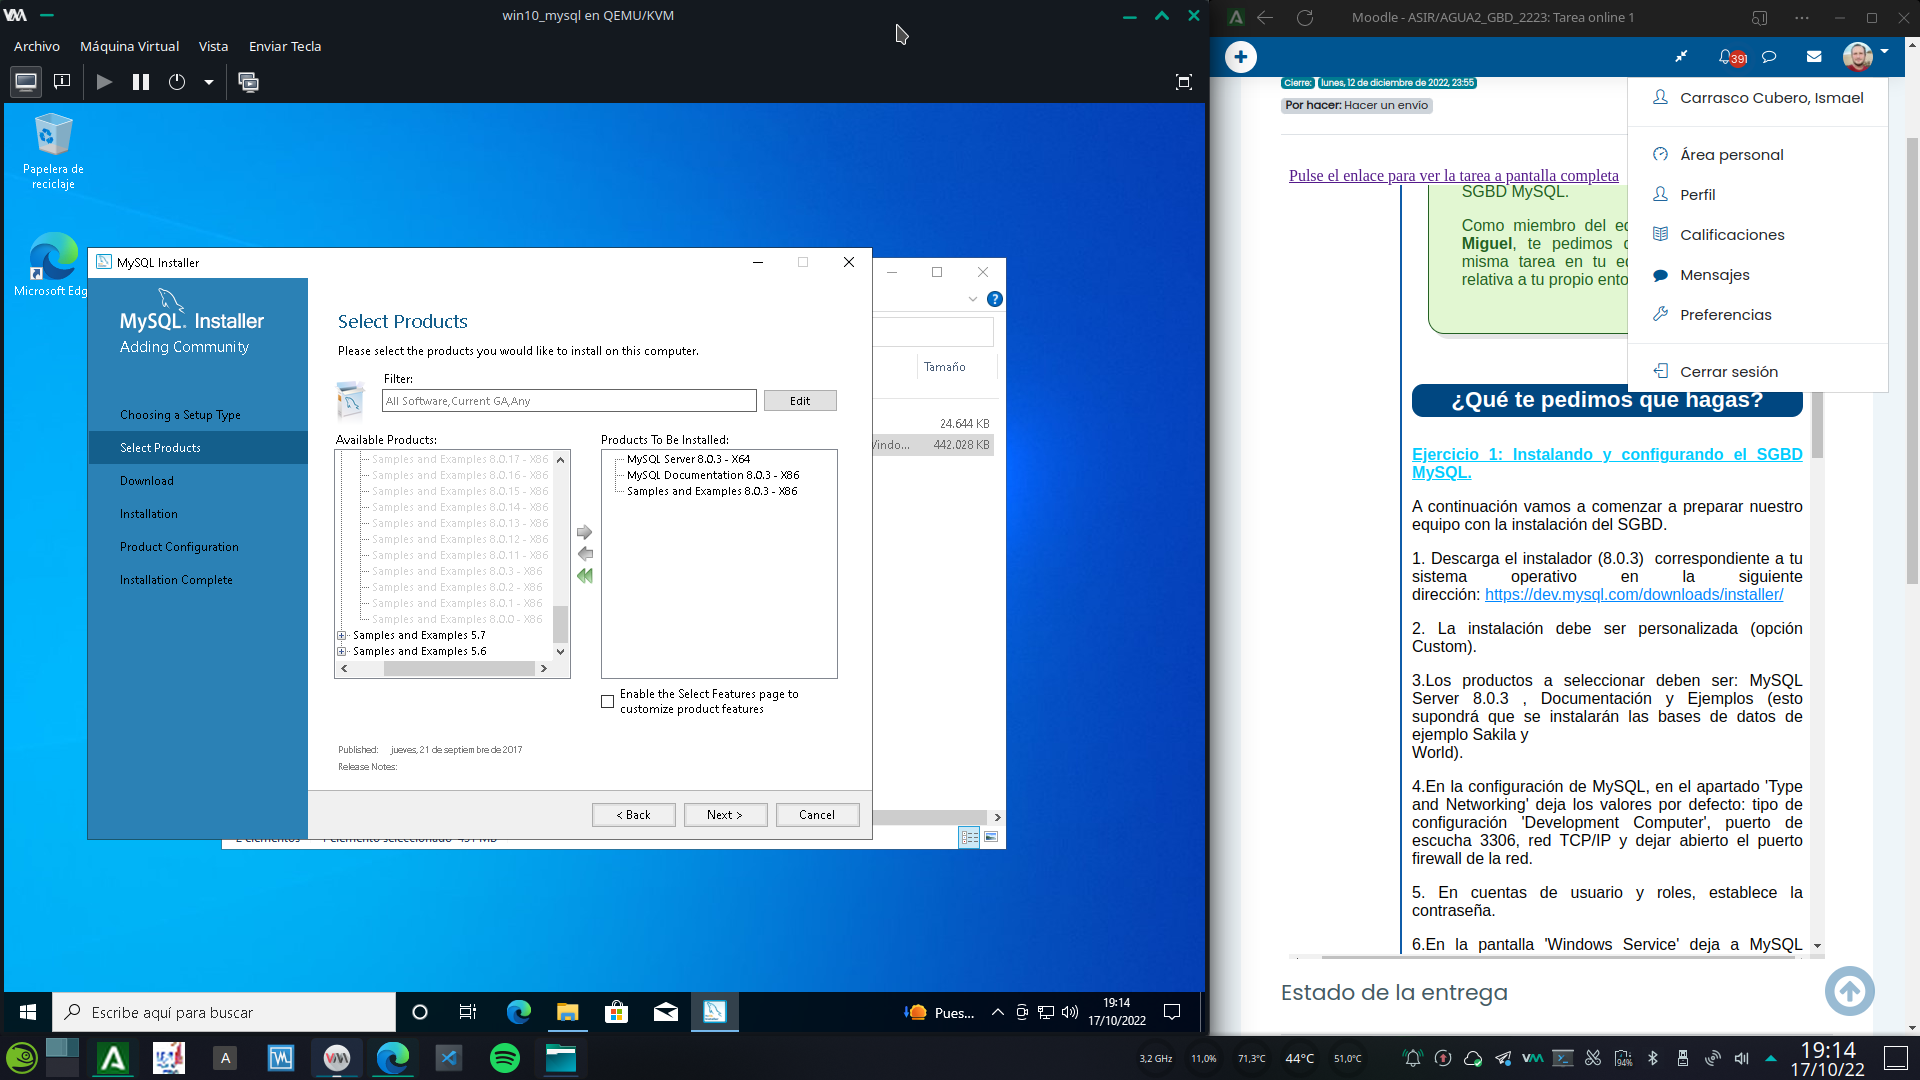 win10_mysql en QEMU/KVM
Archivo Máquina Virtual Vista Enviar Tecla
Papelera de
reciclaje
Microsoft Edg
MySQL Installer
MySQL. Installer
Adding Community
Choosing a Setup Type
Select Products
Download
Installation
Product Configuration
Installation Complete
Select Products
Please select the products you would like to install on this computer.
Filter:
All Software,Current GA,Any
Edit
Available Products:
Samples and Examples 8.0.17 - X86
Samples and Examples 8.0.16 - X86
Samples and Examples 8.0.15 - X86
Samples and Examples 8.0.14 - X86
Samples and Examples 8.0.13 - X86
Samples and Examples 8.0.12 - X86
Samples and Examples 8.0.11 - X86
Samples and Examples 8.0.3 - X86
Samples and Examples 8.0.2 - X86
Samples and Examples 8.0.1 - X86
Samples and Examples 8.0.0 - X86
Samples and Examples 5.7
Samples and Examples 5.6
Products To Be Installed:
MySQL Server 8.0.3 - X64
MySQL Documentation 8.0.3 - X86
Samples and Examples 8.0.3 - X86
Enable the Select Features page to
customize product features
Published: jueves, 21 de septiembre de 2017
Release Notes:
< Back
Next >
Cancel
Tamaño
24.644 KB
442.028 KB
Escribe aquí para buscar
Pues...
19:14
17/10/2022
Moodle - ASIR/AGUA2_GBD_2223: Tarea online 1
391
Cierre: lunes, 12 de diciembre de 2022, 23:55
Por hacer: Hacer un envío
Pulse el enlace para ver la tarea a pantalla completa
SGBD MySQL.
Como miembro del
Miguel, te pedimos
misma tarea en tu
relativa a tu propio
Carrasco Cubero, Ismael
Área personal
Perfil
Calificaciones
Mensajes
Preferencias
Cerrar sesión
¿Qué te pedimos que hagas?
Ejercicio 1: Instalando y configurando el SGBD
MySQL.
A continuación vamos a comenzar a preparar nuestro
equipo con la instalación del SGBD.
1. Descarga el instalador (8.0.3) correspondiente a tu
sistema operativo en la siguiente
dirección: https://dev.mysql.com/downloads/installer/
2. La instalación debe ser personalizada (opción
Custom).
3.Los productos a seleccionar deben ser: MySQL
Server 8.0.3 , Documentación y Ejemplos (esto
supondrá que se instalarán las bases de datos de
ejemplo Sakila y
World).
4.En la configuración de MySQL, en el apartado 'Type
and Networking' deja los valores por defecto: tipo de
configuración 'Development Computer', puerto de
escucha 3306, red TCP/IP y dejar abierto el puerto
firewall de la red.
5. En cuentas de usuario y roles, establece la
contraseña.
6.En la pantalla 'Windows Service' deja a MySQL
Estado de la entrega
3,2 GHz
11,0%
71,3°C
44°C
51,0°C
94%
19:14
17/10/22